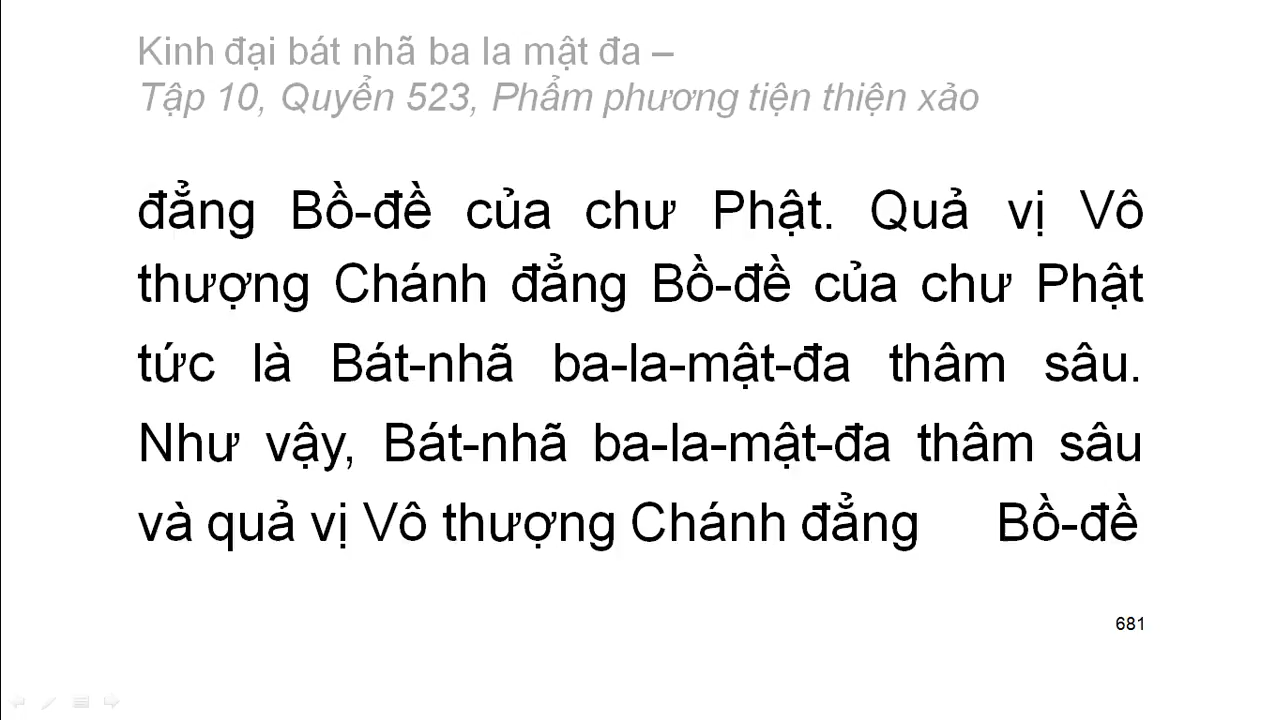 Kinh đại bát nhã ba la mật đa –
Tập 10, Quyển 523, Phẩm phương tiện thiện xảo
đẳng Bồ-đề của chư Phật. Quả vị Vô
thượng Chánh đẳng Bồ-đề của chư Phật
tức là Bát-nhã ba-la-mật-đa thâm sâu.
Như vậy, Bát-nhã ba-la-mật-đa thâm sâu
và quả vị Vô thượng Chánh đẳng Bồ-đề
681